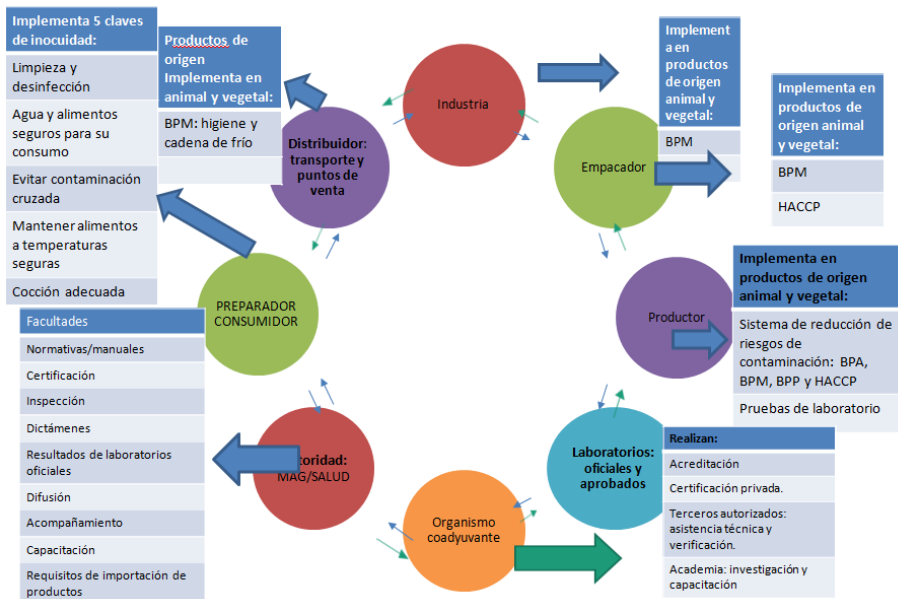 Implementa 5 claves
de inocuidad:
Limpieza y
desinfección
Agua y alimentos
seguros para su
consumo
Evitar contaminación
cruzada
Mantener alimentos
a temperaturas
seguras
Cocción adecuada
Productos de
origen
Implementa en
animal y vegetal:
BPM: higiene y
cadena de frío
Distribuidor:
transporte y
puntos de
venta
Industria
Implement
a en
productos
de origen
animal y
vegetal:
BPM
Empacador
Implementa en
productos de
origen animal
y vegetal:
BPM
HACCP
Productor
Implementa en
productos de origen
animal y vegetal:
Sistema de reducción de
riesgos de
contaminación: BPA,
BPM, BPP y HACCP
Pruebas de laboratorio
Laboratorios:
oficiales y
aprobados
Realizan:
Acreditación
Certificación privada.
Terceros autorizados:
asistencia técnica y
verificación.
Academia: investigación y
capacitación
Organismo
coadyuvante
toridad:
MAG/SALUD
PREPARADOR
CONSUMIDOR
Facultades
Normativas/manuales
Certificación
Inspección
Dictámenes
Resultados de laboratorios
oficiales
Difusión
Acompañamiento
Capacitación
Requisitos de importación de
productos